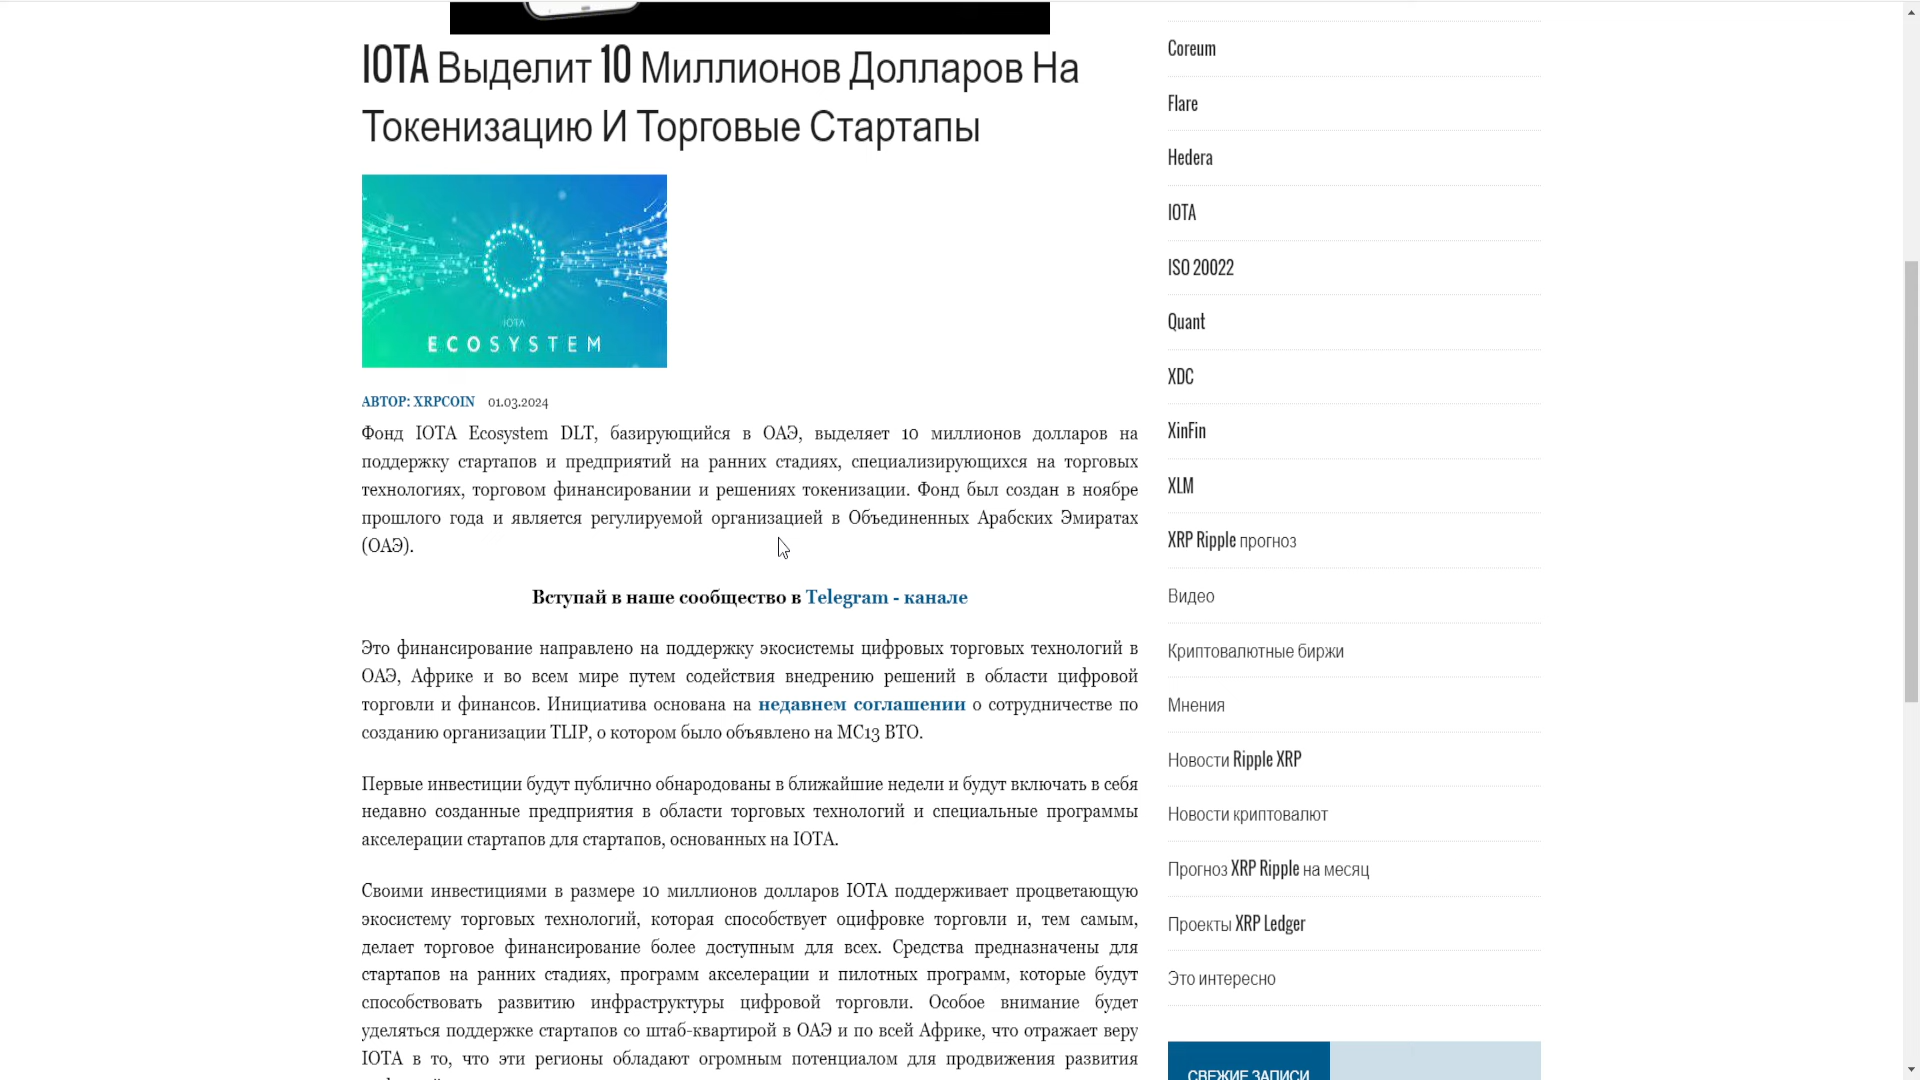 IOTA Выделит 10 Миллионов Долларов На
Токенизацию И Торговые Стартапы
IOTA
ECOSYSTEM
АВТОР: XRPCOIN 01.03.2024
Фонд IOTA Ecosystem DLT, базирующийся в ОАЭ, выделяет 10 миллионов долларов на
поддержку стартапов и предприятий на ранних стадиях, специализирующихся на торговых
технологиях, торговом финансировании и решениях токенизации. Фонд был создан в ноябре
прошлого года и является регулируемой организацией в Объединенных Арабских Эмиратах
(ОАЭ).
Вступай в наше сообщество в Telegram - канале
Это финансирование направлено на поддержку экосистемы цифровых торговых технологий в
ОАЭ, Африке и во всем мире путем содействия внедрению решений в области цифровой
торговли и финансов. Инициатива основана на недавнем соглашении о сотрудничестве по
созданию организации TLIP, о котором было объявлено на MC13 ВТО.
Первые инвестиции будут публично обнародованы в ближайшие недели и будут включать в себя
недавно созданные предприятия в области торговых технологий и специальные программы
акселерации стартапов для стартапов, основанных на IOTA.
Своими инвестициями в размере 10 миллионов долларов IOTA поддерживает процветающую
экосистему торговых технологий, которая способствует оцифровке торговли и, тем самым,
делает торговое финансирование более доступным для всех. Средства предназначены для
стартапов на ранних стадиях, программ акселерации и пилотных программ, которые будут
способствовать развитию инфраструктуры цифровой торговли. Особое внимание будет
уделяться поддержке стартапов со штаб-квартирой в ОАЭ и по всей Африке, что отражает веру
IOTA в то, что эти регионы обладают огромным потенциалом для продвижения развития
Coreum
Flare
Hedera
IOTA
ISO 20022
Quant
XDC
XinFin
XLM
XRP Ripple прогноз
Видео
Криптовалютные биржи
Мнения
Новости Ripple XRP
Новости криптовалют
Прогноз XRP Ripple на месяц
Проекты XRP Ledger
Это интересно
СВЕЖИЕ ЗАПИСИ